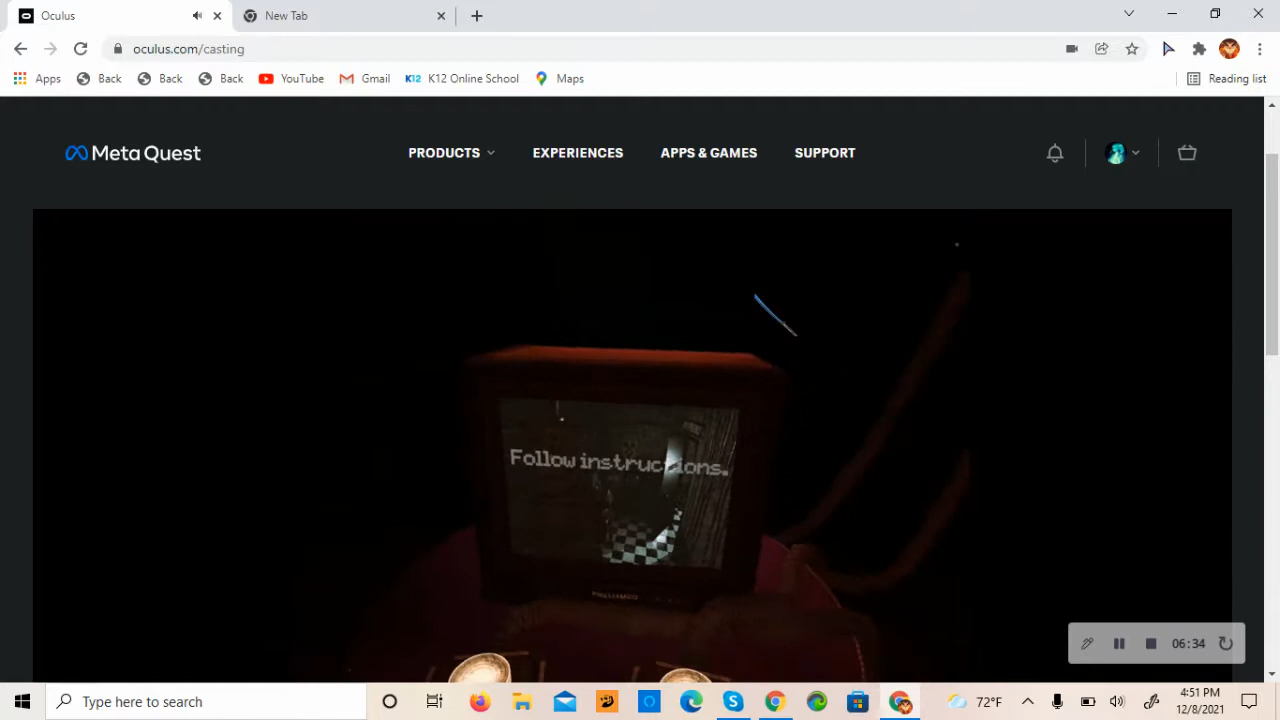 Oculus
New Tab
oculus.com/casting
Apps
Back
Back
Back
YouTube
Gmail
K12
K12 Online School
Maps
Reading list
Meta Quest
PRODUCTS
EXPERIENCES
APPS & GAMES
SUPPORT
Follow instructions.
06:34
Type here to search
72°F
4:51 PM
12/8/2021